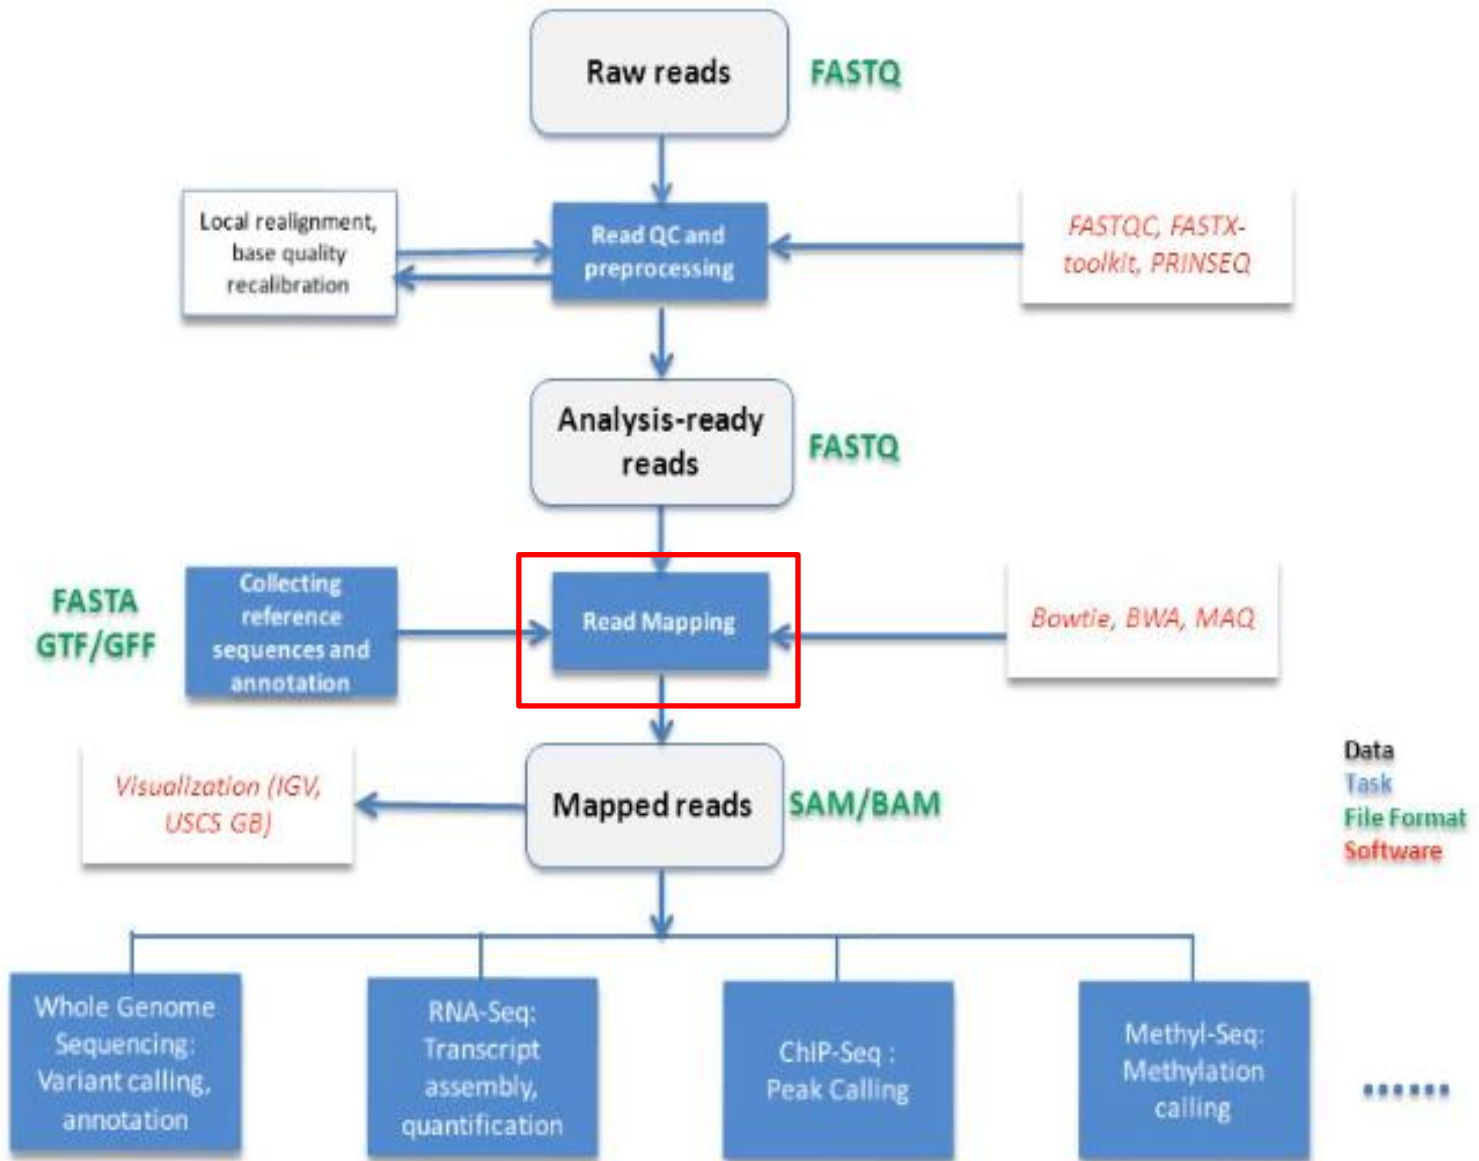 Raw reads
FASTQ
Local realignment,
base quality
recalibration
Read QC and
preprocessing
FASTQC, FASTX-
toolkit, PRINSEQ
Analysis-ready
reads
FASTQ
FASTA
GTF/GFF
Collecting
reference
sequences and
annotation
Read Mapping
Bowtie, BWA, MAQ
Visualization (IGV,
USCS GB)
Mapped reads
SAM/BAM
Data
Task
File Format
Software
Whole Genome
Sequencing:
Variant calling,
annotation
RNA-Seq:
Transcript
assembly,
quantification
ChIP-Seq :
Peak Calling
Methyl-Seq:
Methylation
calling
......